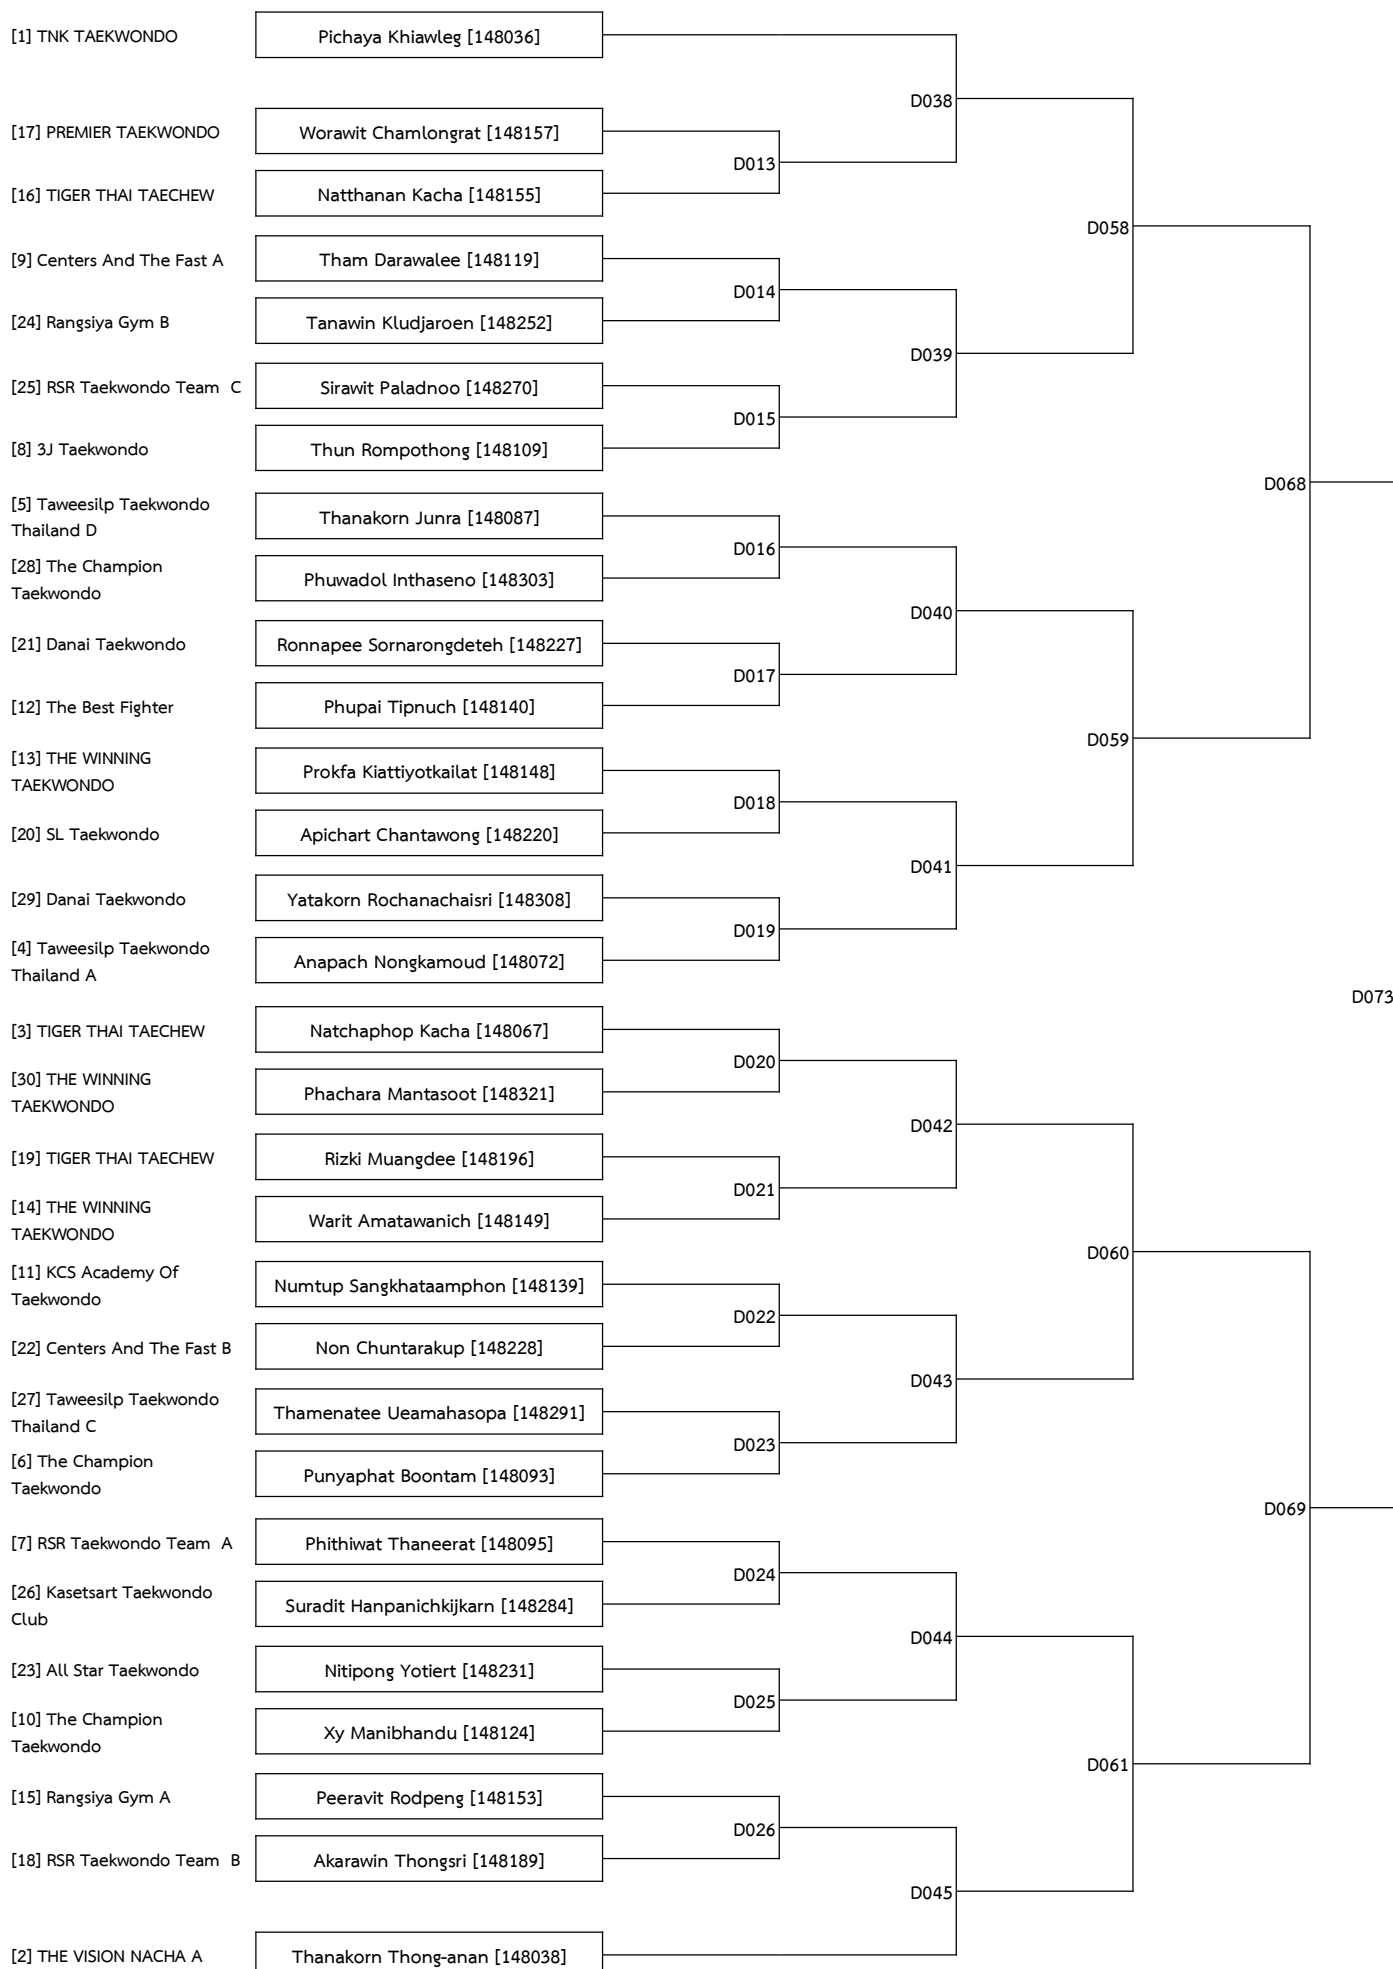 [1] TNK TAEKWONDO
Pichaya Khiawleg [148036]
D038
[17] PREMIER TAEKWONDO
Worawit Chamlongrat [148157]
D013
[16] TIGER THAI TAECHEW
Natthanan Kacha [148155]
D058
[9] Centers And The Fast A
Tham Darawalee [148119]
D014
[24] Rangsiya Gym B
Tanawin Kludjaroen [148252]
D039
[25] RSR Taekwondo Team  C
Sirawit Paladnoo [148270]
D015
[8] 3J Taekwondo
Thun Rompothong [148109]
D068
[5] Taweesilp Taekwondo
Thailand D
Thanakorn Junra [148087]
D016
[28] The Champion
Taekwondo
Phuwadol Inthaseno [148303]
D040
[21] Danai Taekwondo
Ronnapee Sornarongdeteh [148227]
D017
[12] The Best Fighter
Phupai Tipnuch [148140]
D059
[13] THE WINNING
TAEKWONDO
Prokfa Kiattiyotkailat [148148]
D018
[20] SL Taekwondo
Apichart Chantawong [148220]
D041
[29] Danai Taekwondo
Yatakorn Rochanachaisri [148308]
D019
[4] Taweesilp Taekwondo
Thailand A
Anapach Nongkamoud [148072]
D073
[3] TIGER THAI TAECHEW
Natchaphop Kacha [148067]
D020
[30] THE WINNING
TAEKWONDO
Phachara Mantasoot [148321]
D042
[19] TIGER THAI TAECHEW
Rizki Muangdee [148196]
D021
[14] THE WINNING
TAEKWONDO
Warit Amatawanich [148149]
D060
[11] KCS Academy Of
Taekwondo
Numtup Sangkhataamphon [148139]
D022
[22] Centers And The Fast B
Non Chuntarakup [148228]
D043
[27] Taweesilp Taekwondo
Thailand C
Thamenatee Ueamahasopa [148291]
D023
[6] The Champion
Taekwondo
Punyaphat Boontam [148093]
D069
[7] RSR Taekwondo Team  A
Phithiwat Thaneerat [148095]
D024
[26] Kasetsart Taekwondo
Club
Suradit Hanpanichkijkarn [148284]
D044
[23] All Star Taekwondo
Nitipong Yotiert [148231]
D025
[10] The Champion
Taekwondo
Xy Manibhandu [148124]
D061
[15] Rangsiya Gym A
Peeravit Rodpeng [148153]
D026
[18] RSR Taekwondo Team  B
Akarawin Thongsri [148189]
D045
[2] THE VISION NACHA A
Thanakorn Thong-anan [148038]